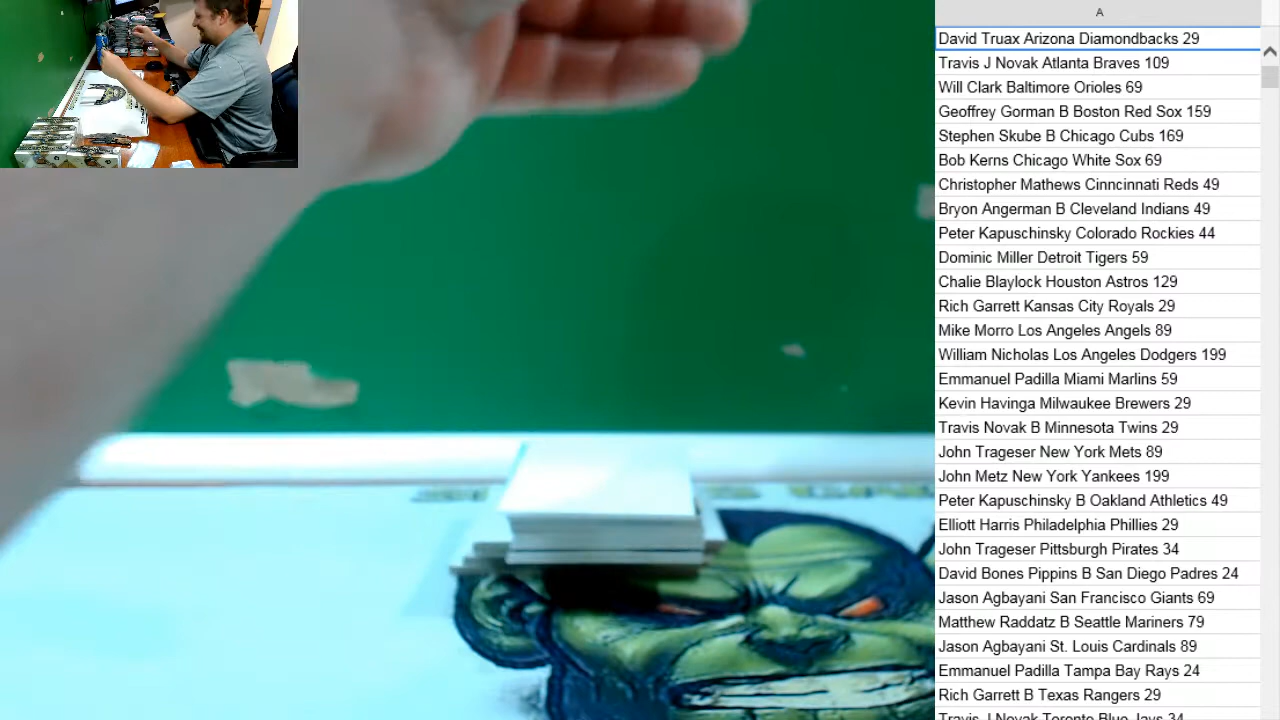 A
David Truax Arizona Diamondbacks 29
Travis J Novak Atlanta Braves 109
Will Clark Baltimore Orioles 69
Geoffrey Gorman B Boston Red Sox 159
Stephen Skube B Chicago Cubs 169
Bob Kerns Chicago White Sox 69
Christopher Mathews Cinncinnati Reds 49
Bryon Angerman B Cleveland Indians 49
Peter Kapuschinsky Colorado Rockies 44
Dominic Miller Detroit Tigers 59
Chalie Blaylock Houston Astros 129
Rich Garrett Kansas City Royals 29
Mike Morro Los Angeles Angels 89
William Nicholas Los Angeles Dodgers 199
Emmanuel Padilla Miami Marlins 59
Kevin Havinga Milwaukee Brewers 29
Travis Novak B Minnesota Twins 29
John Trageser New York Mets 89
John Metz New York Yankees 199
Peter Kapuschinsky B Oakland Athletics 49
Elliott Harris Philadelphia Phillies 29
John Trageser Pittsburgh Pirates 34
David Bones Pippins B San Diego Padres 24
Jason Agbayani San Francisco Giants 69
Matthew Raddatz B Seattle Mariners 79
Jason Agbayani St. Louis Cardinals 89
Emmanuel Padilla Tampa Bay Rays 24
Rich Garrett B Texas Rangers 29
Travis J Novak Toronto Blue Jays 34